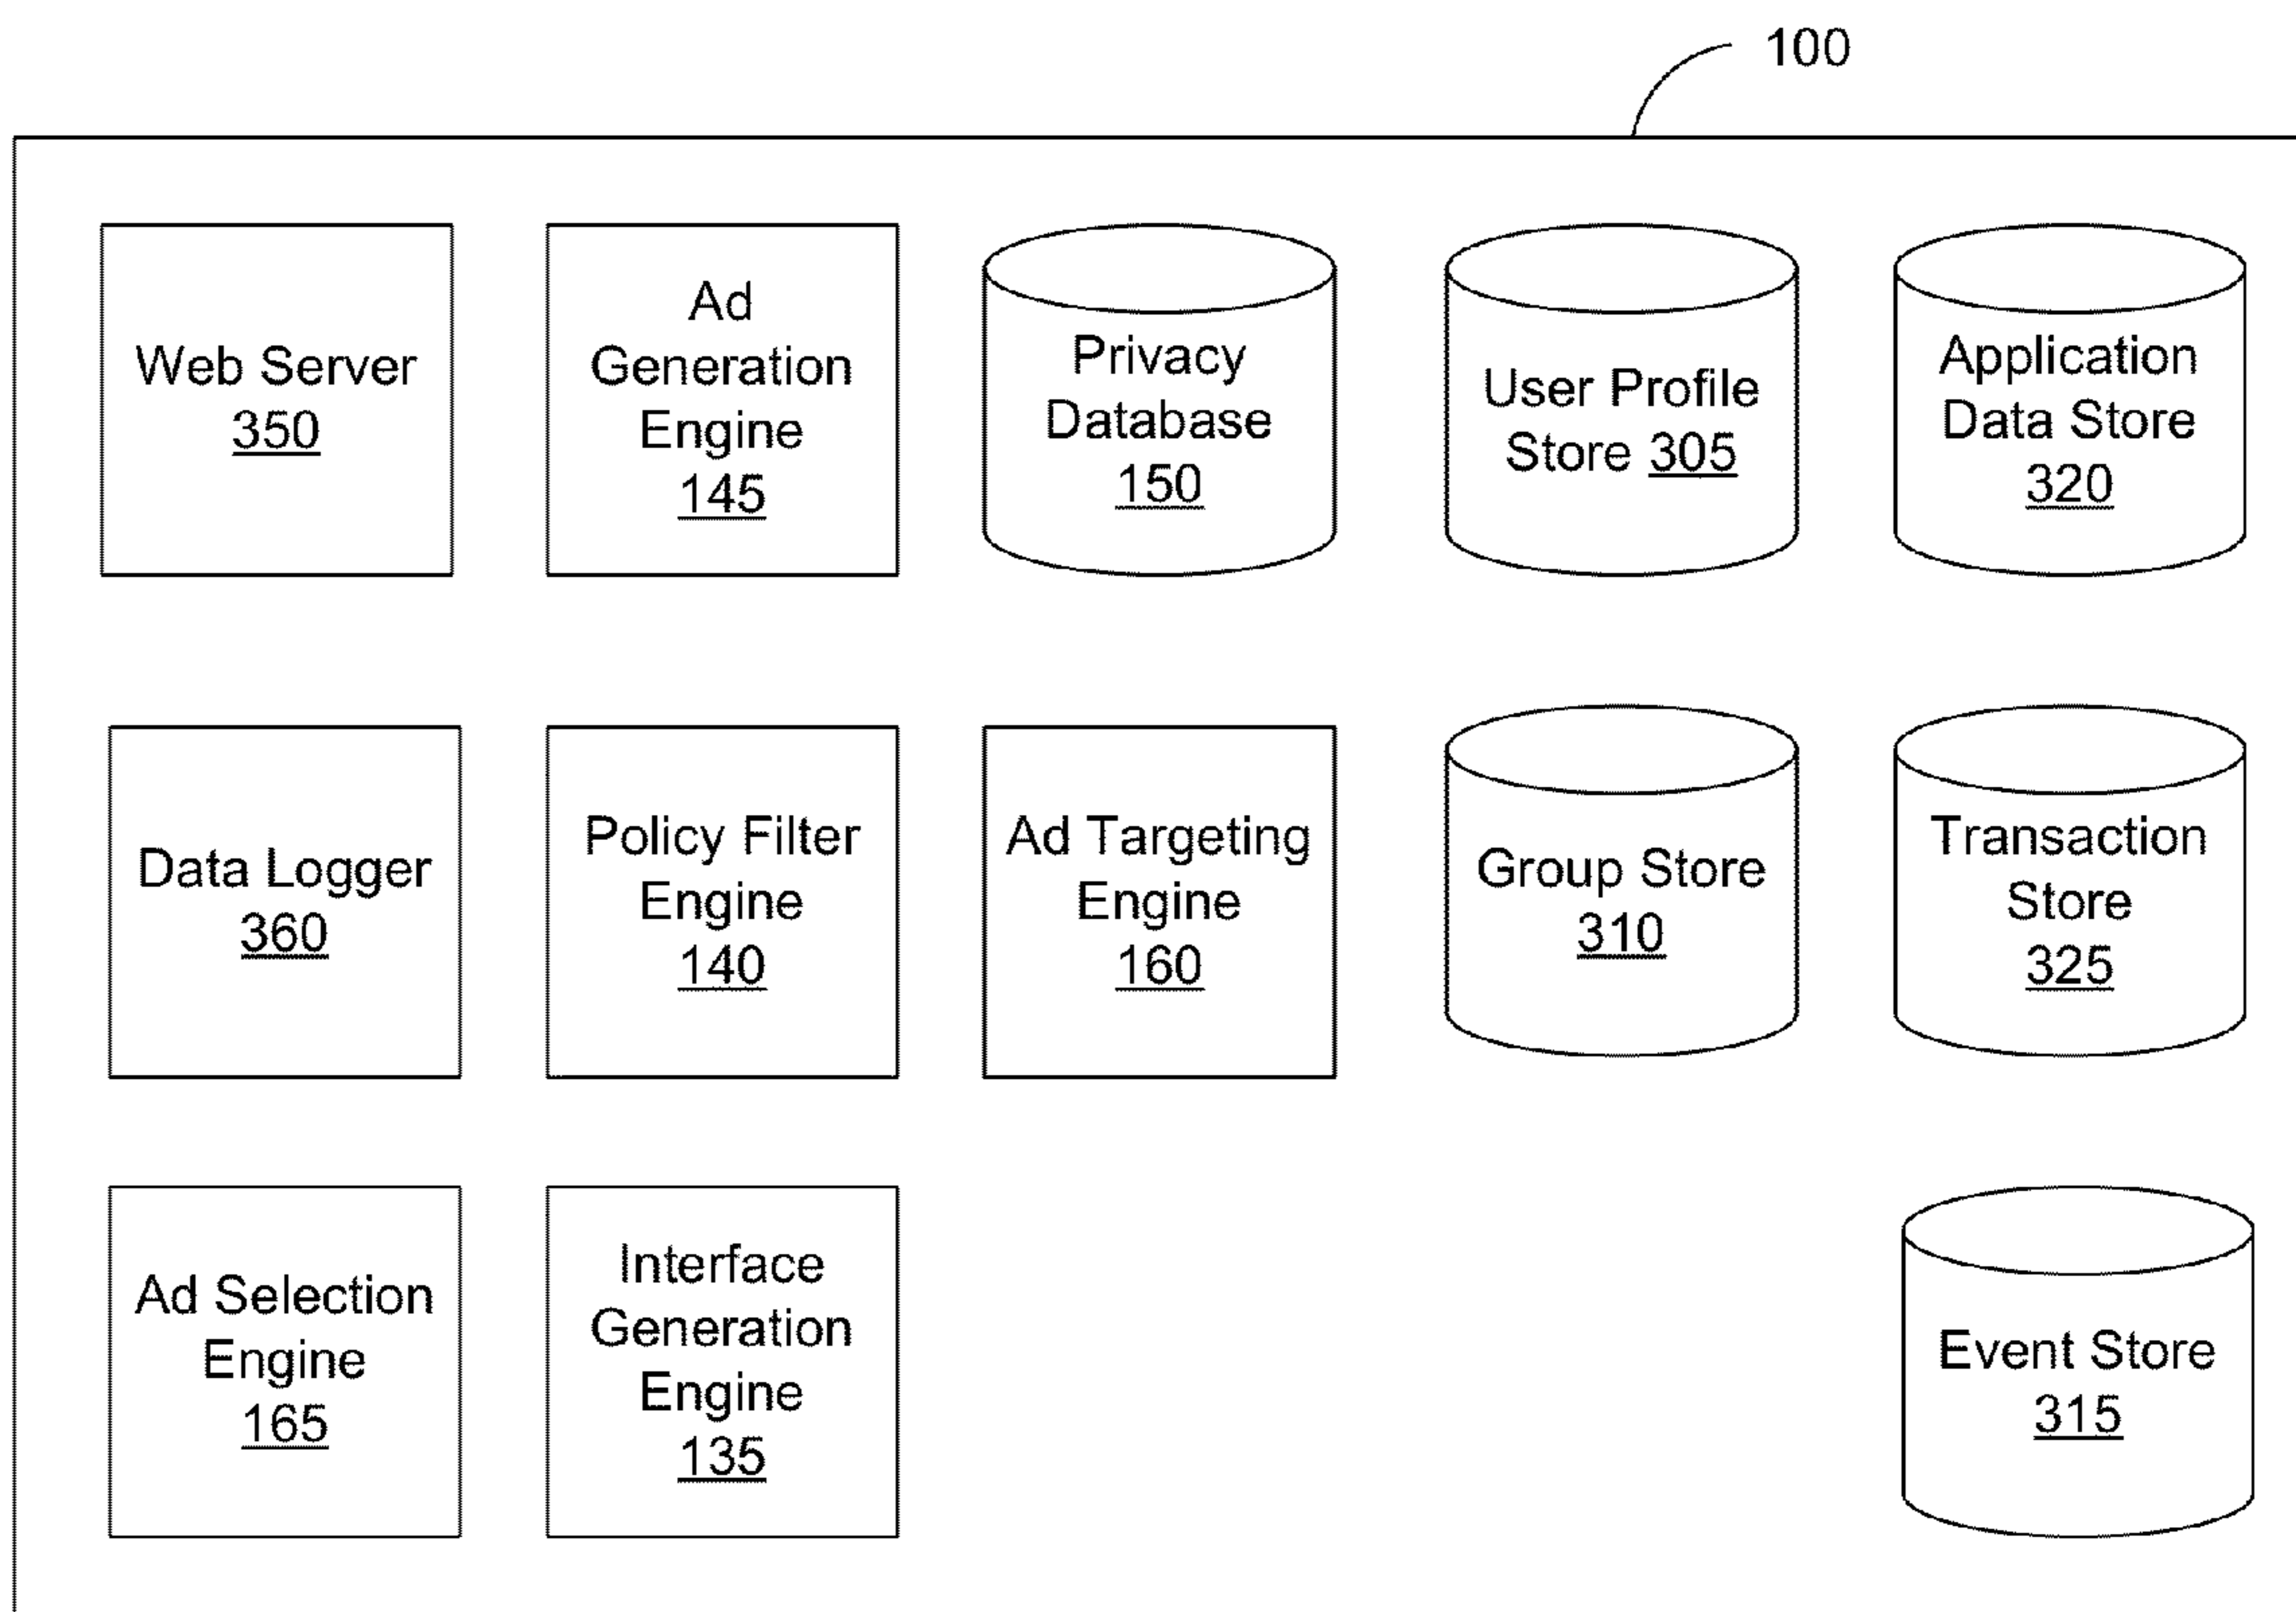 100
Web Server
350
Ad
Generation
Engine
145
Privacy
Database
150
User Profile
Store 305
Application
Data Store
320
Data Logger
360
Policy Filter
Engine
140
Ad Targeting
Engine
160
Group Store
310
Transaction
Store
325
Ad Selection
Engine
165
Interface
Generation
Engine
135
Event Store
315